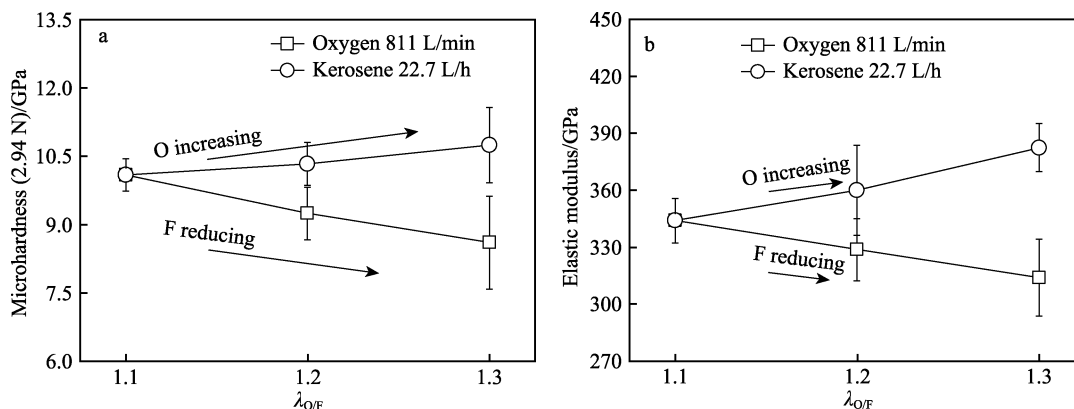 a
Oxygen 811 L/min
Kerosene 22.7 L/h
O increasing
F reducing
Microhardness (2.94 N)/GPa
13.5
12.0
10.5
9.0
7.5
6.0
1.1
1.2
1.3
λO/F
b
Oxygen 811 L/min
Kerosene 22.7 L/h
O increasing
F reducing
Elastic modulus/GPa
450
420
390
360
330
300
270
1.1
1.2
1.3
λO/F